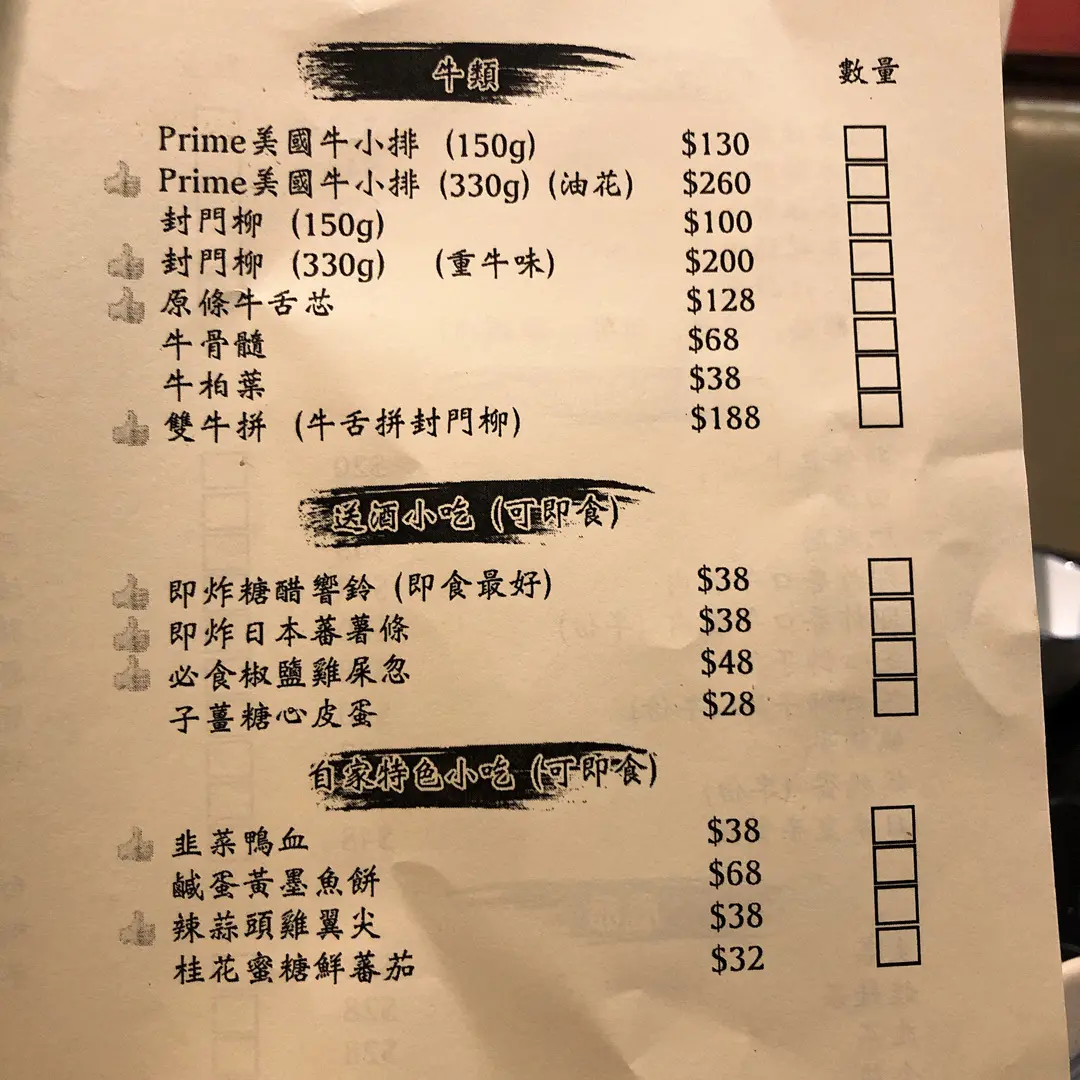 牛類 數量
Prime美國牛小排 (150g) $130
Prime美國牛小排 (330g) (油花) $260
封門柳 (150g) $100
封門柳 (330g) (重牛味) $200
原條牛舌芯 $128
牛骨髓 $68
牛柏葉 $38
雙牛拼 (牛舌拼封門柳) $188
送酒小吃 (可即食)
即炸糖醋響鈴 (即食最好) $38
即炸日本蕃薯條 $38
必食椒鹽雞屎忽 $48
子薑糖心皮蛋 $28
自家特色小吃 (可即食)
韭菜鴨血 $38
鹹蛋黃墨魚餅 $68
辣蒜頭雞翼尖 $38
桂花蜜糖鮮蕃茄 $32